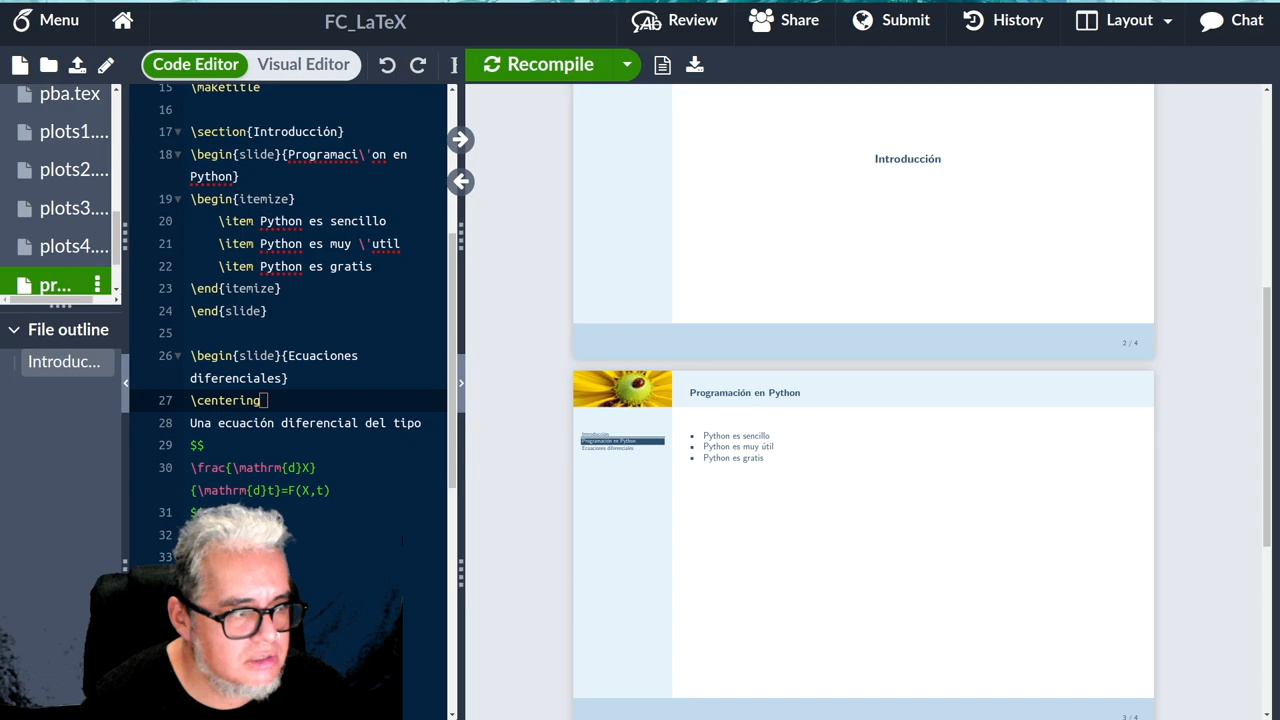 Menu
FC_LaTeX
Review
Share
Submit
History
Layout
Chat
Code Editor
Visual Editor
Recompile
pba.tex
plots1....
plots2....
plots3....
plots4....
pr...
File outline
Introduc...
15 \maketitle
16
17 \section{Introducción}
18 \begin{slide}{Programaci\'on en
Python}
19 \begin{itemize}
20 \item Python es sencillo
21 \item Python es muy \'util
22 \item Python es gratis
23 \end{itemize}
24 \end{slide}
25
26 \begin{slide}{Ecuaciones
diferenciales}
27 \centering
28 Una ecuación diferencial del tipo
29 $$
30 \frac{\mathrm{d}X}
{\mathrm{d}t}=F(X,t)
31 $$
32
33
Introducción
2 / 4
Programación en Python
Introducción
Programación en Python
Ecuaciones diferenciales
Python es sencillo
Python es muy útil
Python es gratis
3 / 4